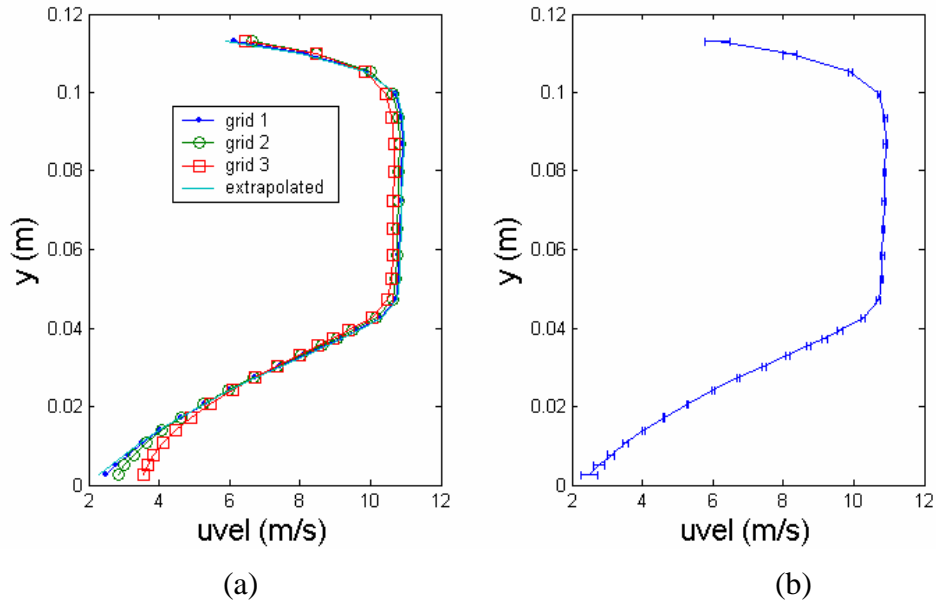 0.12
0.1
0.08
0.06
0.04
0.02
0
y (m)
grid 1
grid 2
grid 3
extrapolated
2 4 6 8 10 12
uvel (m/s)
(a)
0.12
0.1
0.08
0.06
0.04
0.02
0
y (m)
2 4 6 8 10 12
uvel (m/s)
(b)